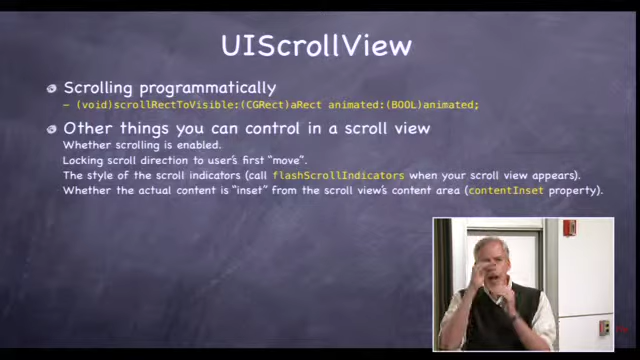 UIScrollView
Scrolling programmatically
- (void)scrollRectToVisible:(CGRect)aRect animated:(BOOL)animated;
Other things you can control in a scroll view
Whether scrolling is enabled.
Locking scroll direction to user's first "move".
The style of the scroll indicators (call flashScrollIndicators when your scroll view appears).
Whether the actual content is "inset" from the scroll view's content area (contentInset property).